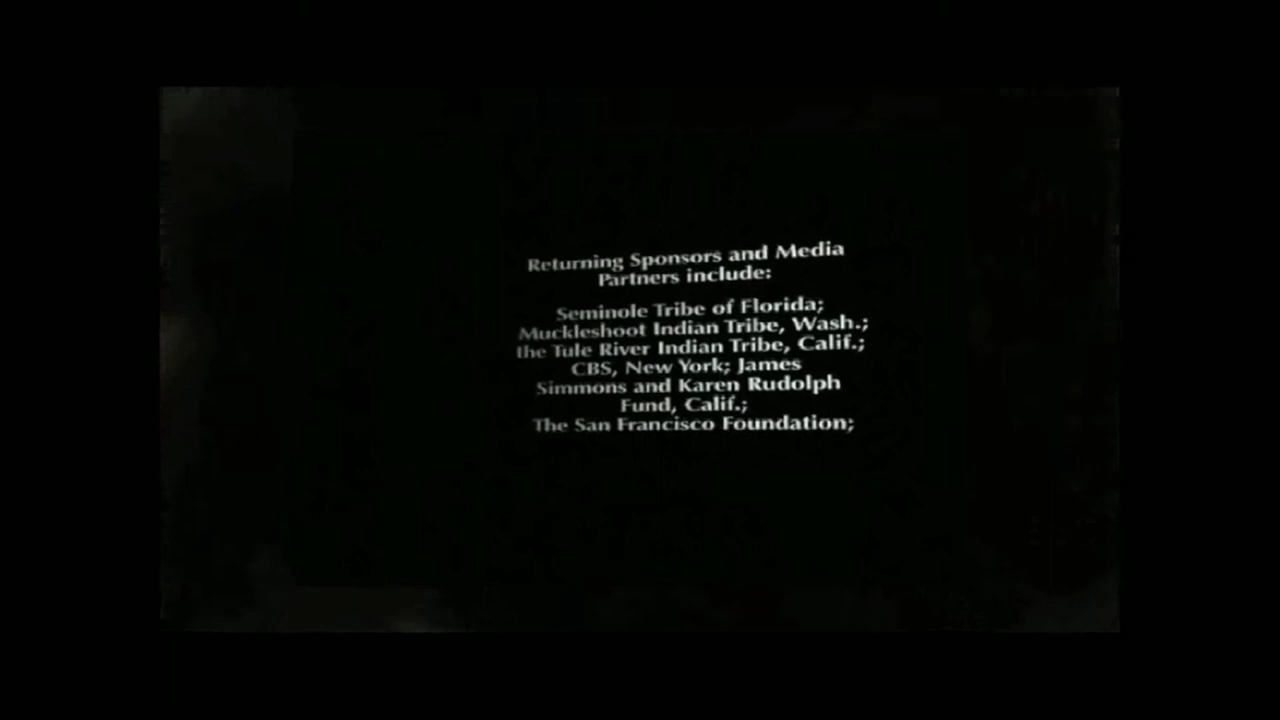 Returning Sponsors and Media
Partners include:
Seminole Tribe of Florida;
Muckleshoot Indian Tribe, Wash.;
the Tule River Indian Tribe, Calif.;
CBS, New York; James
Simmons and Karen Rudolph
Fund, Calif.;
The San Francisco Foundation;